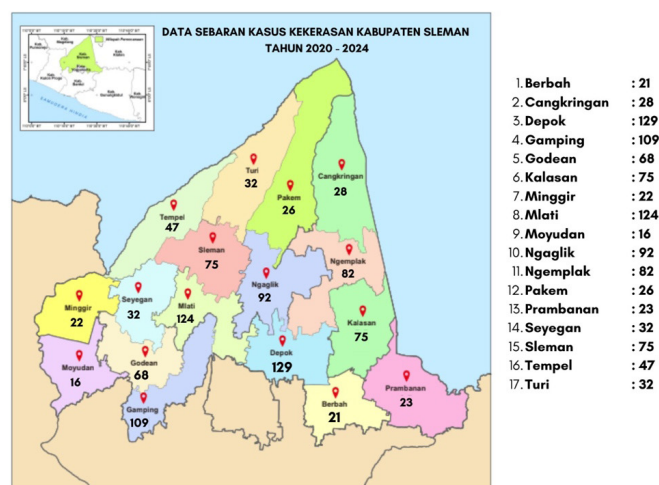 DATA SEBARAN KASUS KEKERASAN KABUPATEN SLEMAN
TAHUN 2020 - 2024
Turi
32
Cangkringan
28
Pakem
26
Tempel
47
Sleman
75
Ngemplak
82
Ngaglik
92
Seyegan
32
Mlati
124
Minggir
22
Kalasan
75
Depok
129
Godean
68
Moyudan
16
Prambanan
23
Gamping
109
Berbah
21
1. Berbah : 21
2. Cangkringan : 28
3. Depok : 129
4. Gamping : 109
5. Godean : 68
6. Kalasan : 75
7. Minggir : 22
8. Mlati : 124
9. Moyudan : 16
10. Ngaglik : 92
11. Ngemplak : 82
12. Pakem : 26
13. Prambanan : 23
14. Seyegan : 32
15. Sleman : 75
16. Tempel : 47
17. Turi : 32